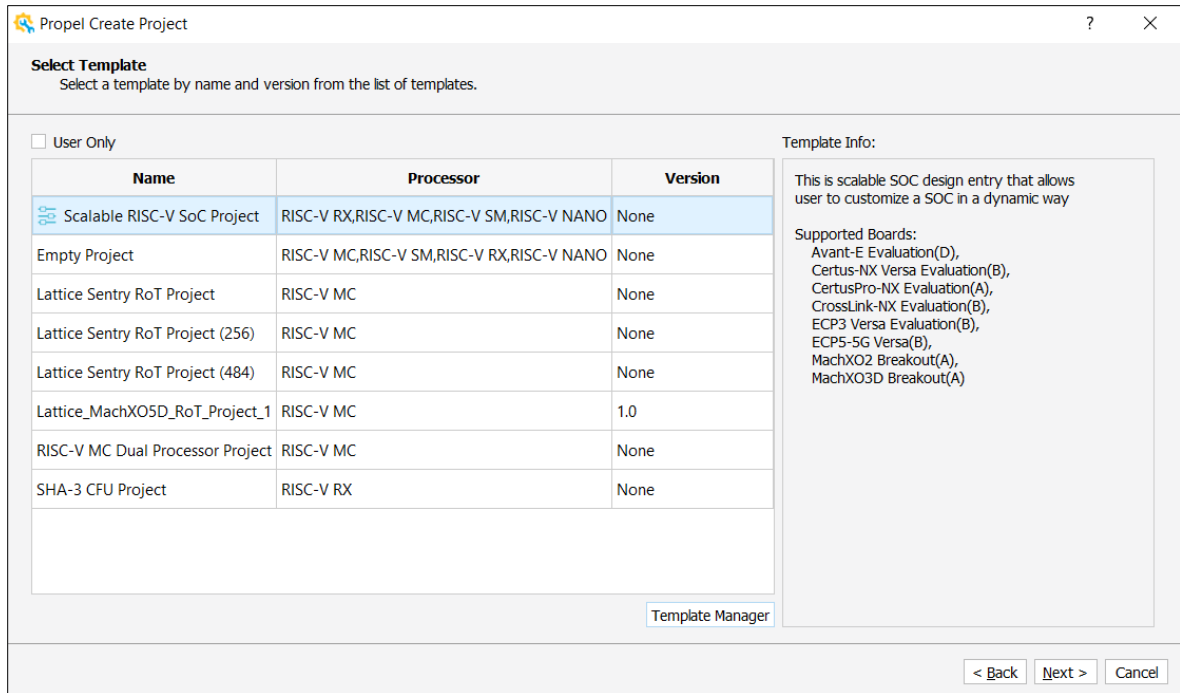 Propel Create Project ? ×
Select Template
Select a template by name and version from the list of templates.
User Only
Name Processor Version
Scalable RISC-V SoC Project RISC-V RX,RISC-V MC,RISC-V SM,RISC-V NANO None
Empty Project RISC-V MC,RISC-V SM,RISC-V RX,RISC-V NANO None
Lattice Sentry RoT Project RISC-V MC None
Lattice Sentry RoT Project (256) RISC-V MC None
Lattice Sentry RoT Project (484) RISC-V MC None
Lattice_MachXO5D_RoT_Project_1 RISC-V MC 1.0
RISC-V MC Dual Processor Project RISC-V MC None
SHA-3 CFU Project RISC-V RX None
Template Manager
Template Info:
This is scalable SOC design entry that allows
user to customize a SOC in a dynamic way
Supported Boards:
Avant-E Evaluation(D),
Certus-NX Versa Evaluation(B),
CertusPro-NX Evaluation(A),
CrossLink-NX Evaluation(B),
ECP3 Versa Evaluation(B),
ECP5-5G Versa(B),
MachXO2 Breakout(A),
MachXO3D Breakout(A)
< Back Next > Cancel